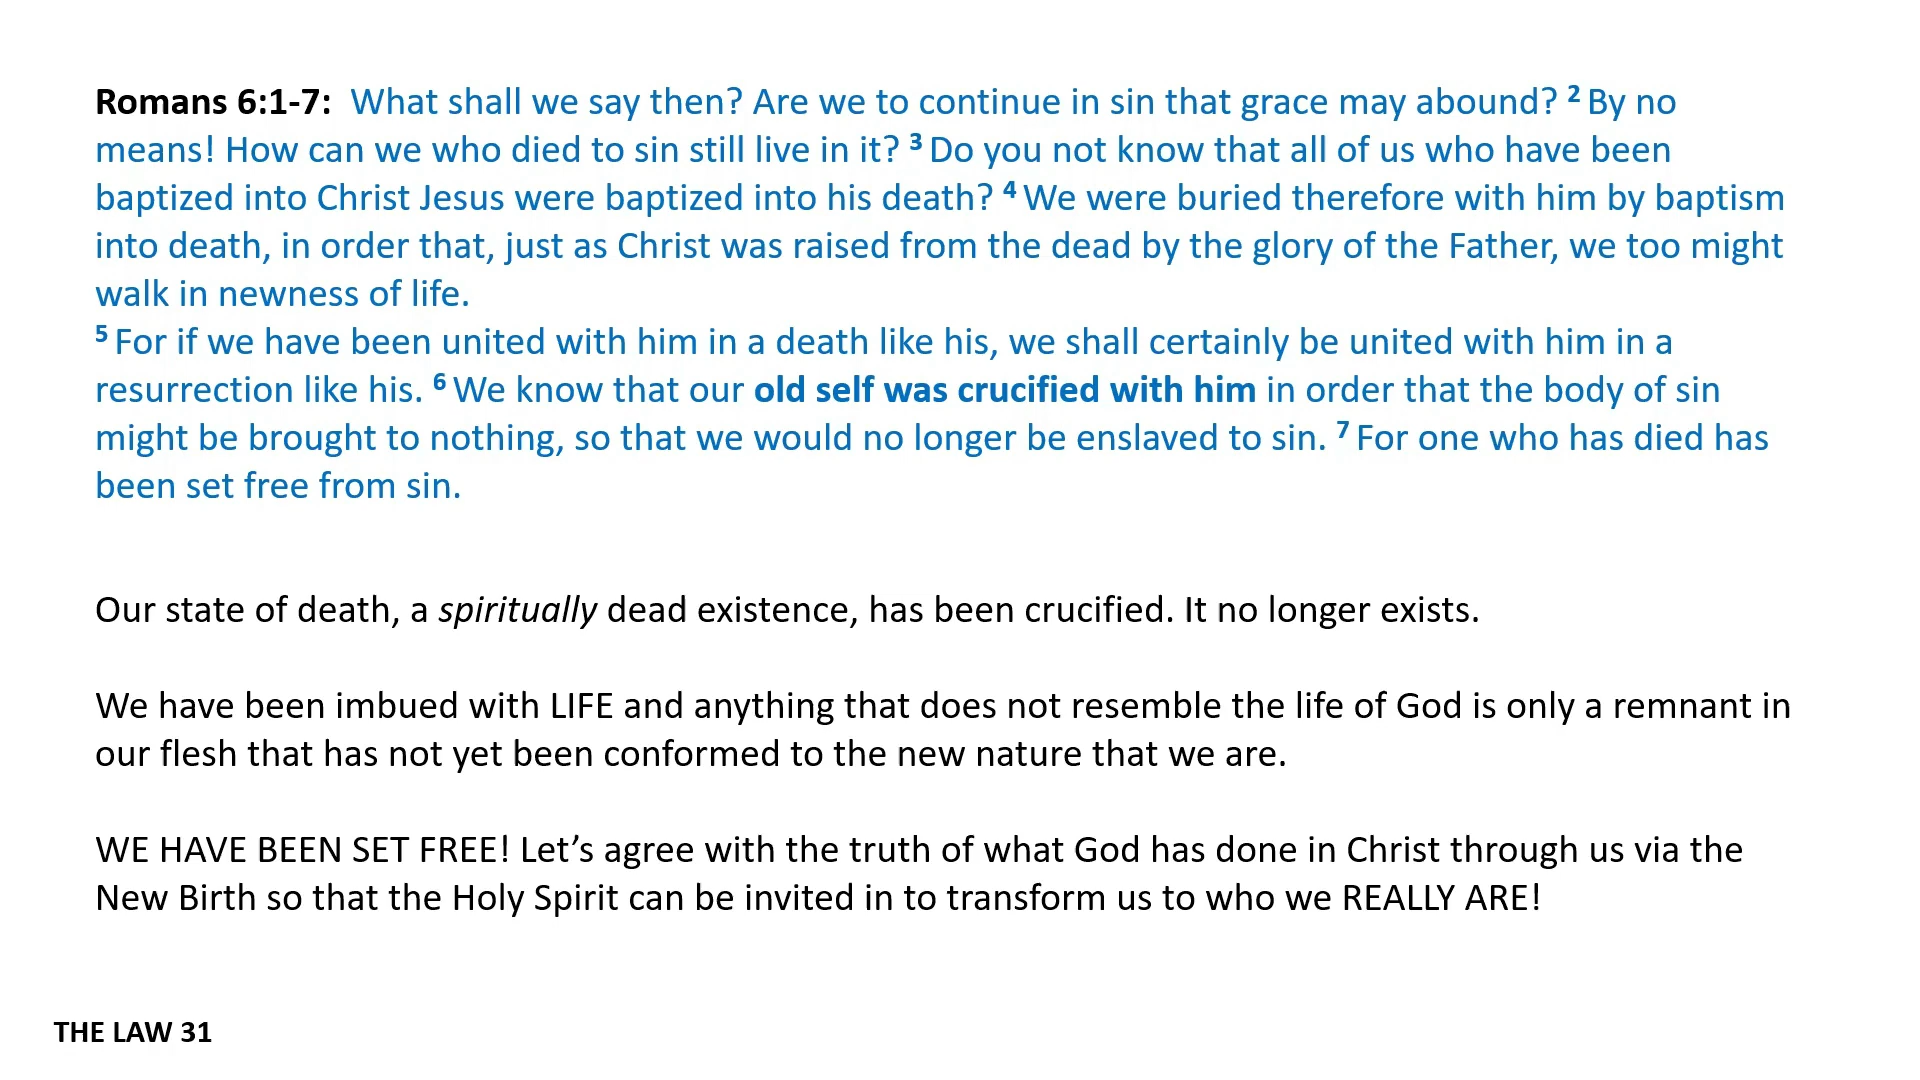 Romans 6:1-7: What shall we say then? Are we to continue in sin that grace may abound? 2 By no
means! How can we who died to sin still live in it? 3 Do you not know that all of us who have been
baptized into Christ Jesus were baptized into his death? 4 We were buried therefore with him by baptism
into death, in order that, just as Christ was raised from the dead by the glory of the Father, we too might
walk in newness of life.
5 For if we have been united with him in a death like his, we shall certainly be united with him in a
resurrection like his. 6 We know that our old self was crucified with him in order that the body of sin
might be brought to nothing, so that we would no longer be enslaved to sin. 7 For one who has died has
been set free from sin.
Our state of death, a spiritually dead existence, has been crucified. It no longer exists.
We have been imbued with LIFE and anything that does not resemble the life of God is only a remnant in
our flesh that has not yet been conformed to the new nature that we are.
WE HAVE BEEN SET FREE! Let’s agree with the truth of what God has done in Christ through us via the
New Birth so that the Holy Spirit can be invited in to transform us to who we REALLY ARE!
THE LAW 31